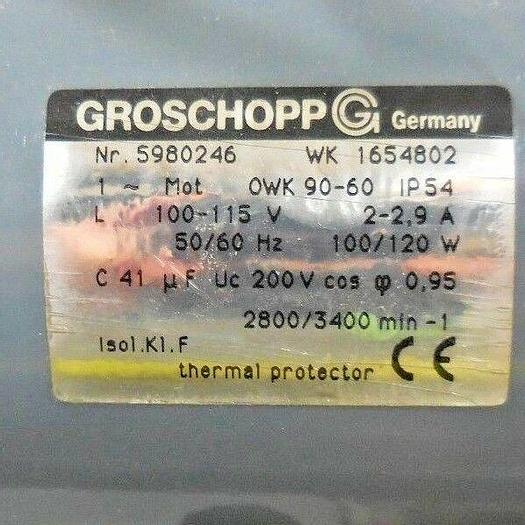 GROSCHOPP G Germany
Nr. 5980246 WK 1654802
1 ~ Mot OWK 90-60 IP54
L 100-115 V 2-2,9 A
50/60 Hz 100/120 W
C 41 µF Uc 200V cos φ 0,95
2800/3400 min -1
Isol.Kl.F
thermal protector CE